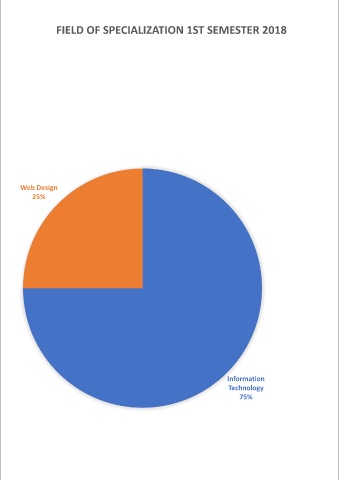 FIELD OF SPECIALIZATION 1ST SEMESTER 2018
Web Design
25%
Information
Technology
75%